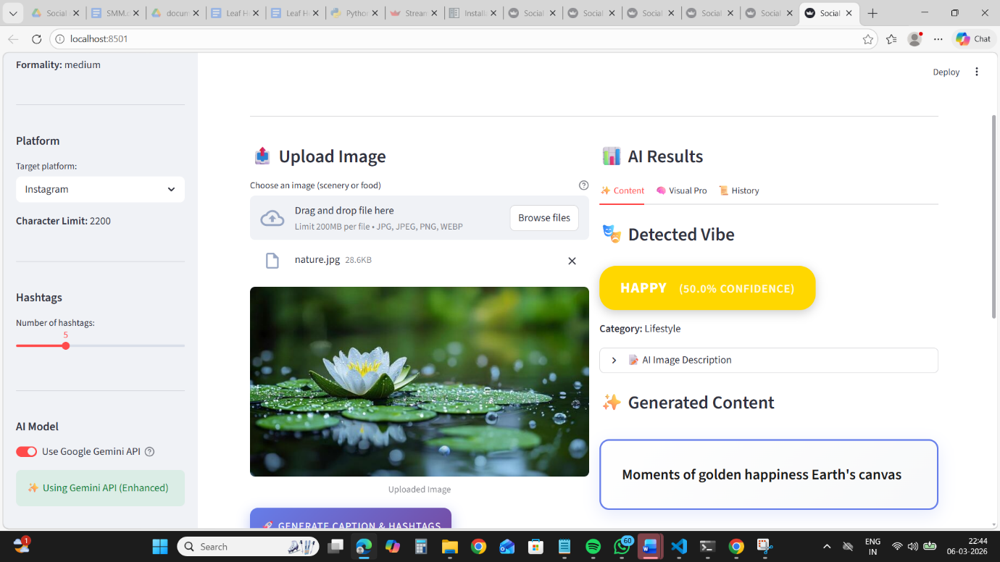 Social
SMM.d
docum
Leaf H
Leaf H
Python
Stream
Install
Social
Social
Social
Social
Social
Social
localhost:8501
Chat
Formality: medium
Platform
Target platform:
Instagram
Character Limit: 2200
Hashtags
Number of hashtags:
5
AI Model
Use Google Gemini API
Using Gemini API (Enhanced)
Deploy
Upload Image
Choose an image (scenery or food)
Drag and drop file here
Limit 200MB per file • JPG, JPEG, PNG, WEBP
Browse files
nature.jpg 28.6KB
Uploaded Image
GENERATE CAPTION & HASHTAGS
AI Results
Content Visual Pro History
Detected Vibe
HAPPY (50.0% CONFIDENCE)
Category: Lifestyle
AI Image Description
Generated Content
Moments of golden happiness Earth's canvas
1
Search
60
ENG
IN
22:44
06-03-2026